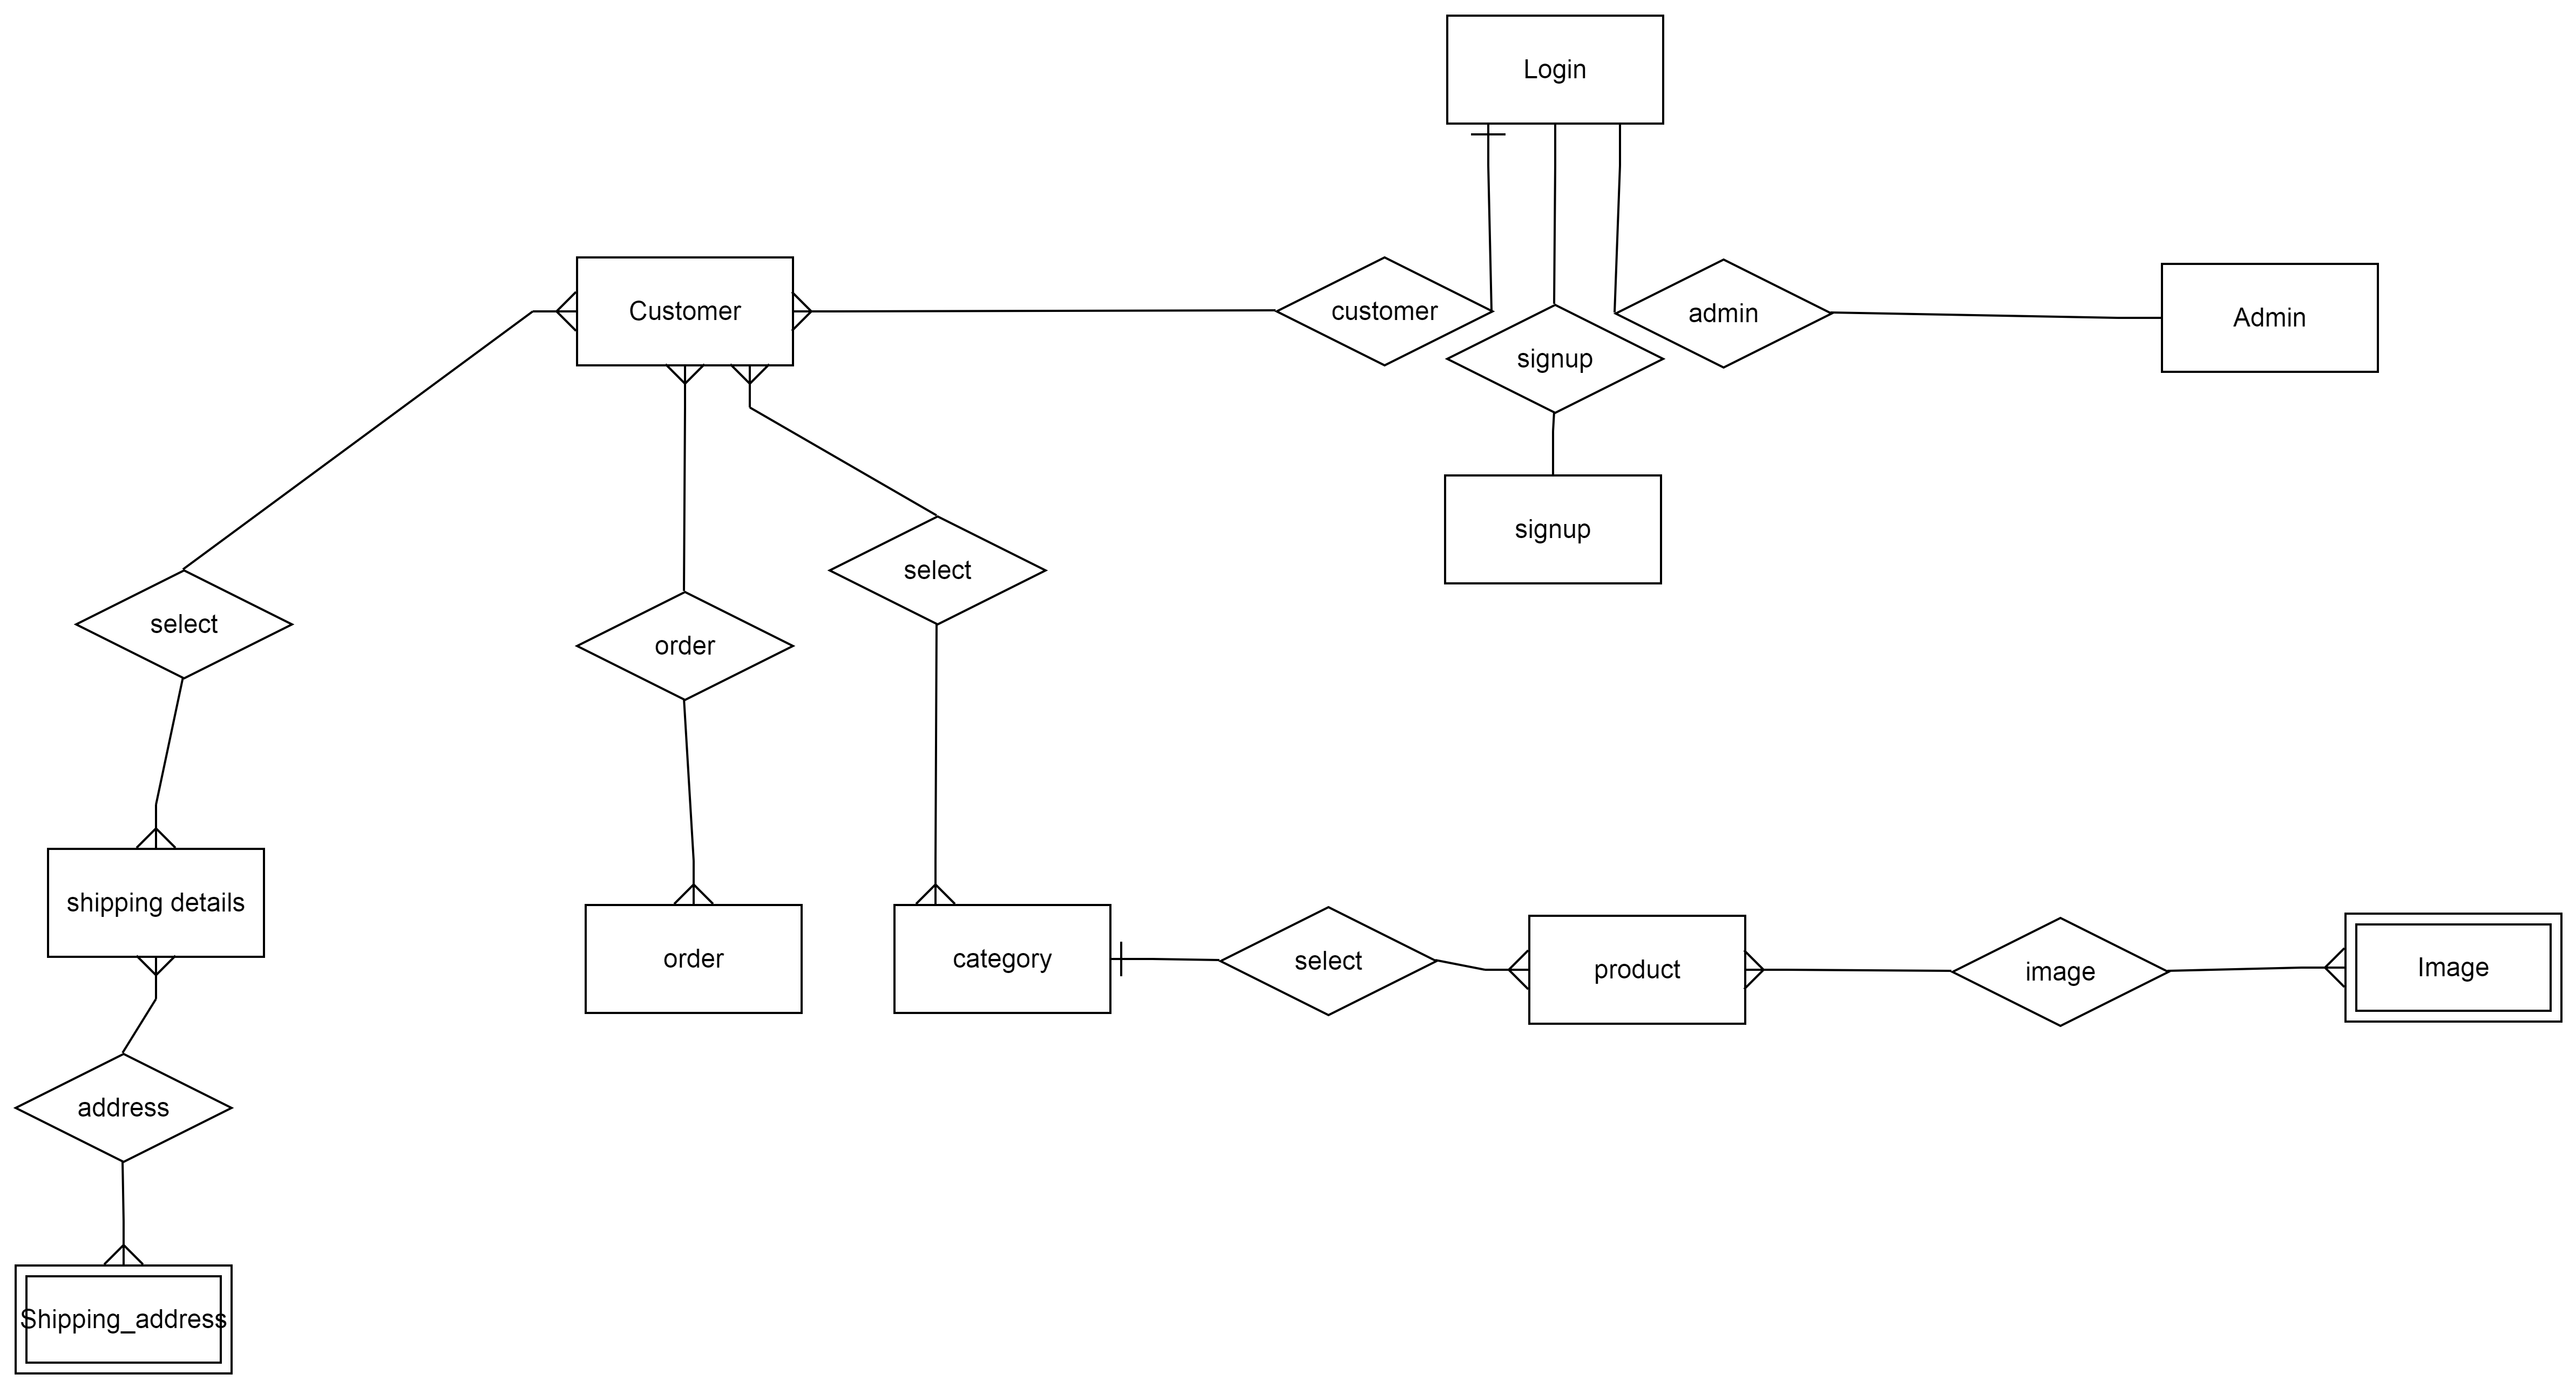 Login
Customer
customer
admin
Admin
signup
signup
select
select
order
shipping details
order
category
select
product
image
Image
address
Shipping_address